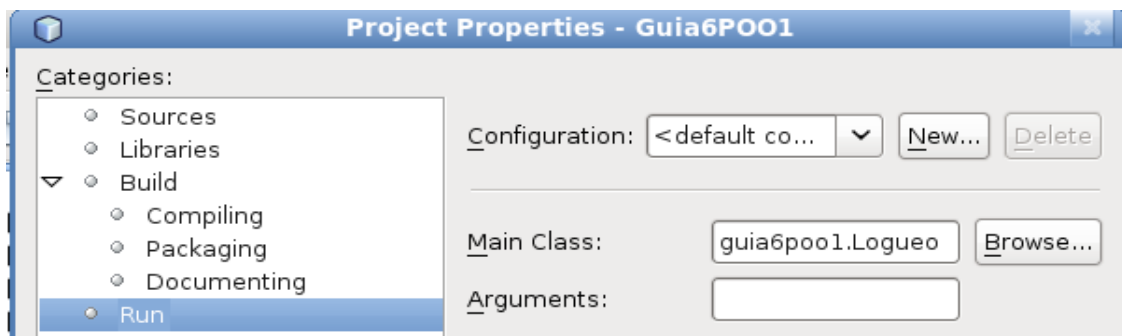 Project Properties - Guia6POO1
Categories:
Sources
Libraries
Build
Compiling
Packaging
Documenting
Run
Configuration: <default co... New... Delete
Main Class: guia6poo1.Logueo Browse...
Arguments: